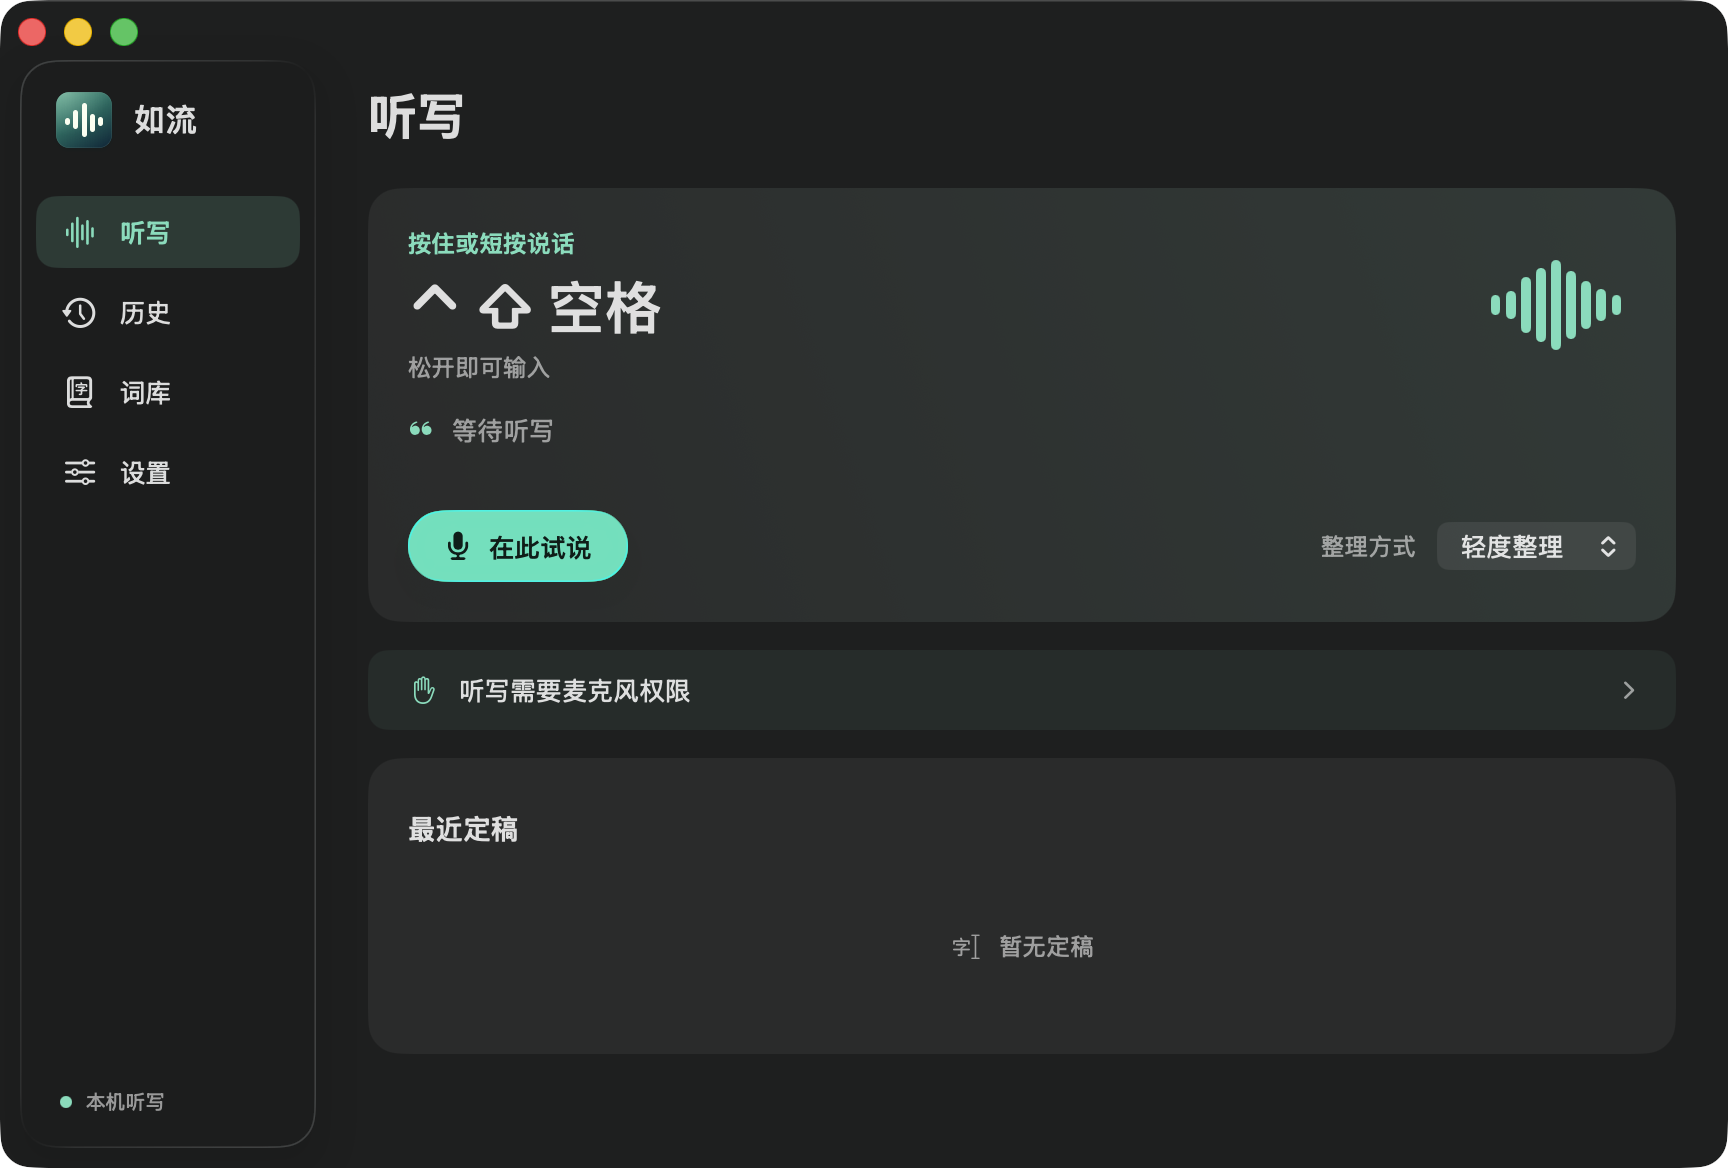 如流
听写
历史
词库
设置
本机听写
听写
按住或短按说话
⌃ ⇧ 空格
松开即可输入
❝ 等待听写
在此试说
整理方式 轻度整理
听写需要麦克风权限
最近定稿
暂无定稿